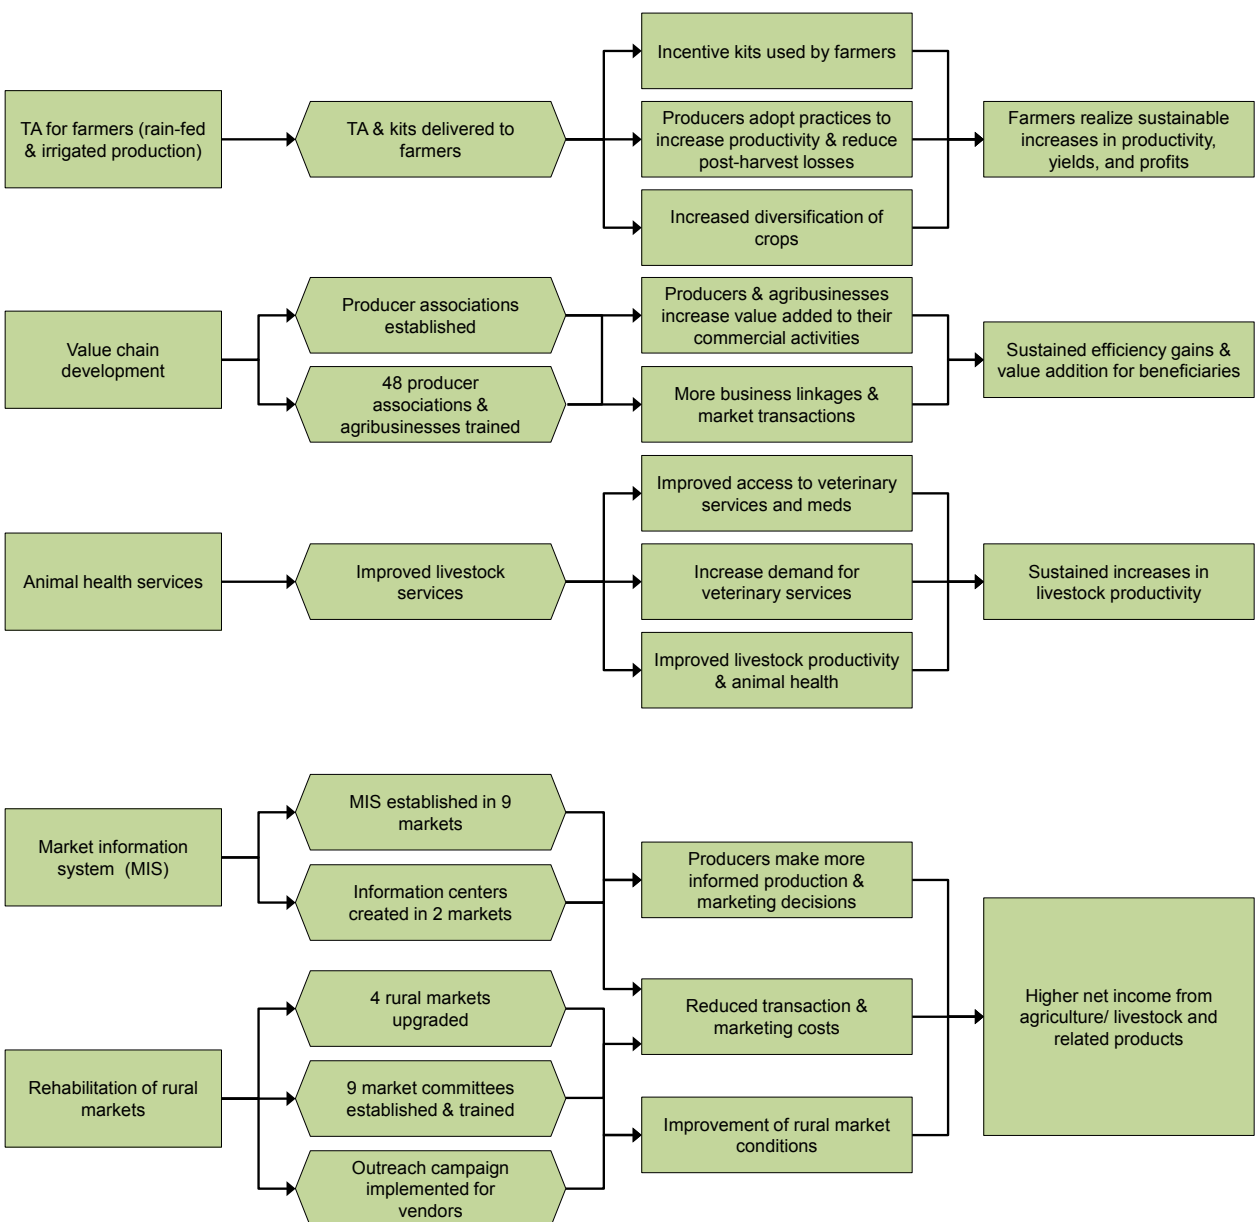 Incentive kits used by farmers
TA for farmers (rain-fed
& irrigated production)
TA & kits delivered to
farmers
Producers adopt practices to
increase productivity & reduce
post-harvest losses
Farmers realize sustainable
increases in productivity,
yields, and profits
Increased diversification of
crops
Value chain
development
Producer associations
established
48 producer
associations &
agribusinesses trained
Producers & agribusinesses
increase value added to their
commercial activities
More business linkages &
market transactions
Sustained efficiency gains &
value addition for beneficiaries
Animal health services
Improved livestock
services
Improved access to veterinary
services and meds
Increase demand for
veterinary services
Improved livestock productivity
& animal health
Sustained increases in
livestock productivity
Market information
system (MIS)
MIS established in 9
markets
Information centers
created in 2 markets
Producers make more
informed production &
marketing decisions
Rehabilitation of rural
markets
4 rural markets
upgraded
9 market committees
established & trained
Outreach campaign
implemented for
vendors
Reduced transaction &
marketing costs
Improvement of rural market
conditions
Higher net income from
agriculture/ livestock and
related products